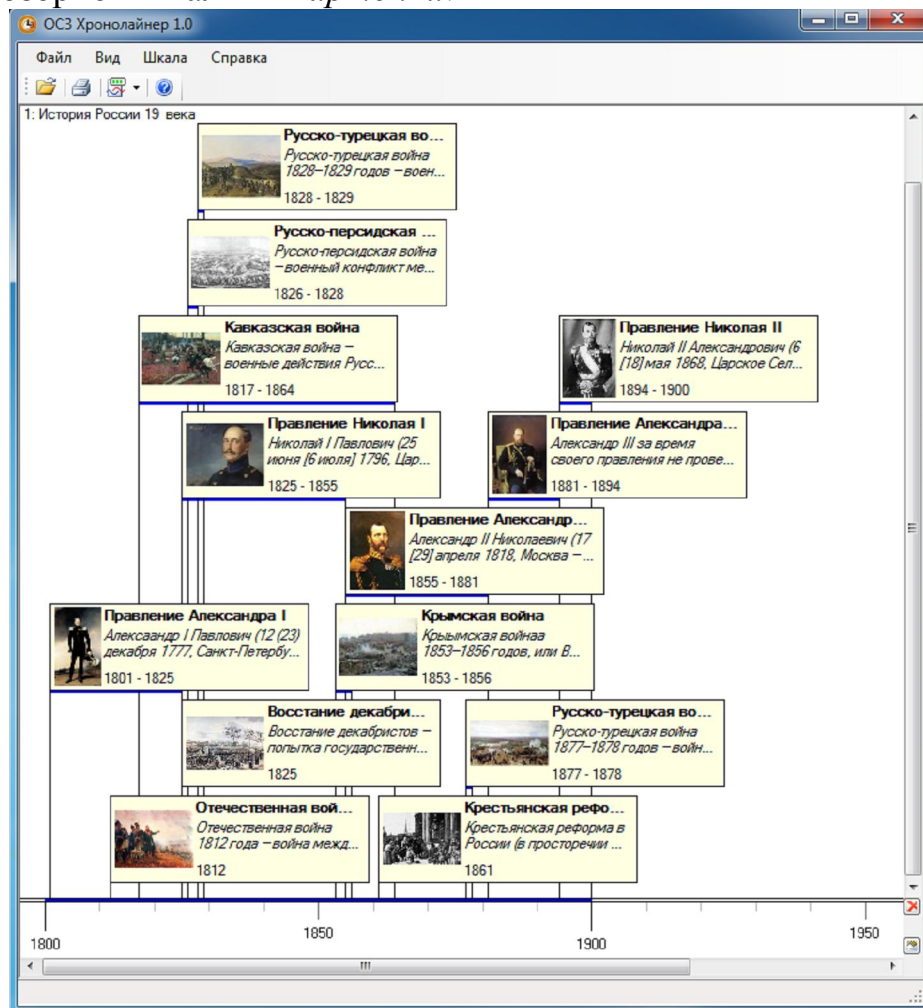 ОС3 Хронолайнер 1.0
Файл Вид Шкала Справка
1: История России 19 века
Русско-турецкая во...
Русско-турецкая война
1828–1829 годов – воен...
1828 - 1829
Русско-персидская ...
Русско-персидская война
– военный конфликт ме...
1826 - 1828
Кавказская война
Кавказская война –
военные действия Русс...
1817 - 1864
Правление Николая II
Николай II Александрович (6
[18] мая 1868, Царское Сел...
1894 - 1900
Правление Николая I
Николай I Павлович (25
июня [6 июля] 1796, Цар...
1825 - 1855
Правление Александра...
Александр III за время
своего правления не прове...
1881 - 1894
Правление Александр...
Александр II Николаевич (17
[29] апреля 1818, Москва – ...
1855 - 1881
Правление Александра I
Алексаандр I Павлович (12 (23)
декабря 1777, Санкт-Петербу...
1801 - 1825
Крымская война
Крыымская войнаа
1853–1856 годов, или В...
1853 - 1856
Восстание декабри...
Восстание декабристов –
попытка государственн...
1825
Русско-турецкая во...
Русско-турецкая война
1877–1878 годов – войн...
1877 - 1878
Отечественная вой...
Отечественная война
1812 года – война межд...
1812
Крестьянская рефо...
Крестьянская реформа в
России (в просторечии ...
1861
1800 1850 1900 1950